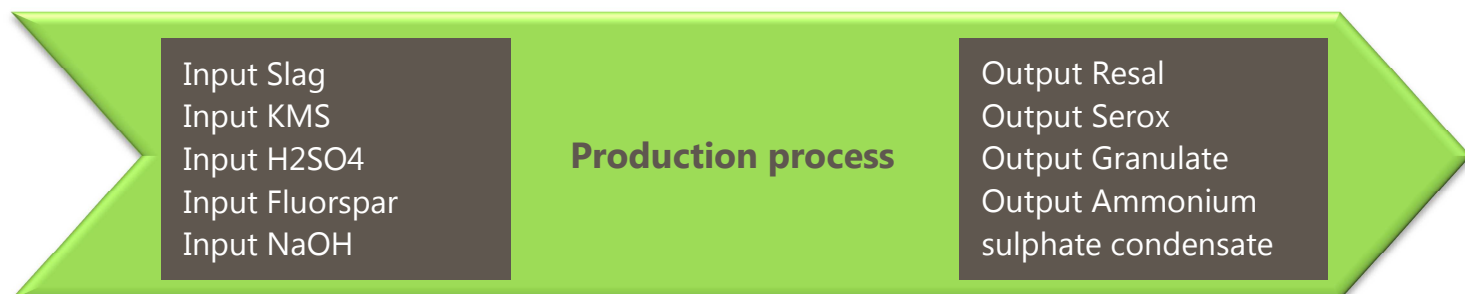 Input Slag
Input KMS
Input H2SO4
Input Fluorspar
Input NaOH
Production process
Output Resal
Output Serox
Output Granulate
Output Ammonium
sulphate condensate